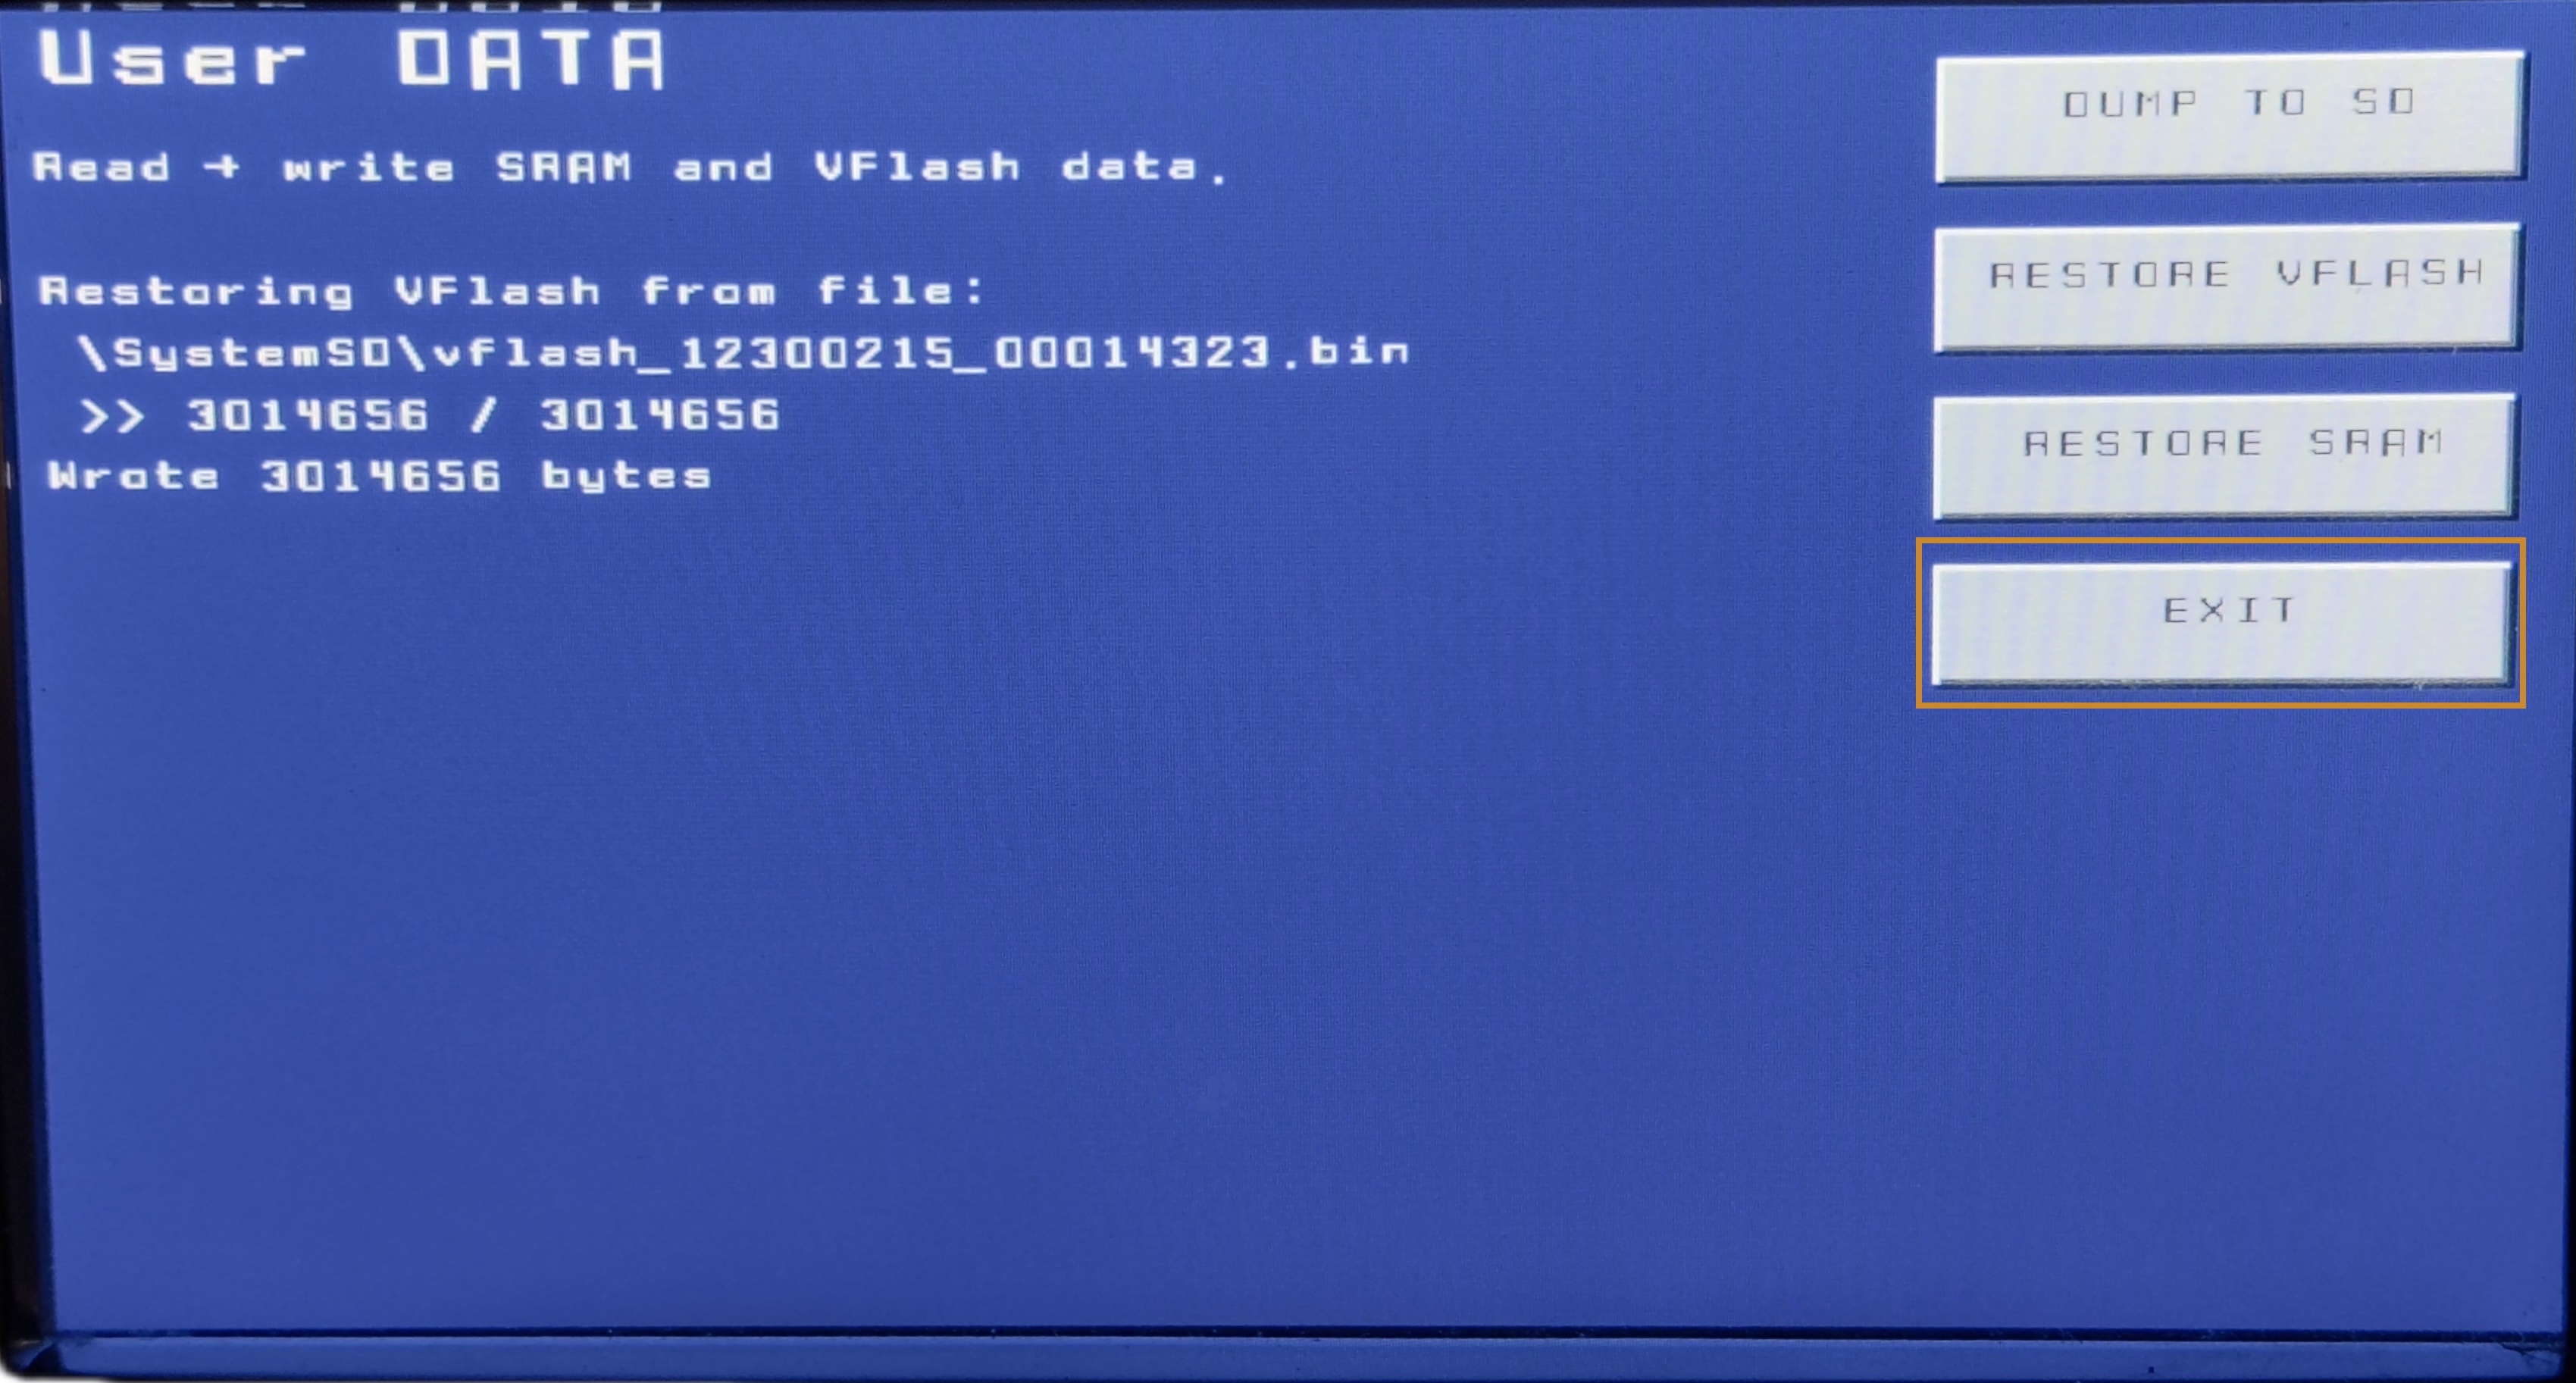 User DATA
Read + write SRAM and VFlash data.
Restoring VFlash from file:
\SystemSD\vflash_12300215_00014323.bin
>> 3014656 / 3014656
Wrote 3014656 bytes
DUMP TO SD
RESTORE VFLASH
RESTORE SRAM
EXIT